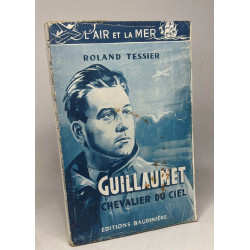 L'AIR ET LA MER
ROLAND TESSIER
GUILLAUMET
CHEVALIER DU CIEL
EDITIONS BAUDINIÈRE